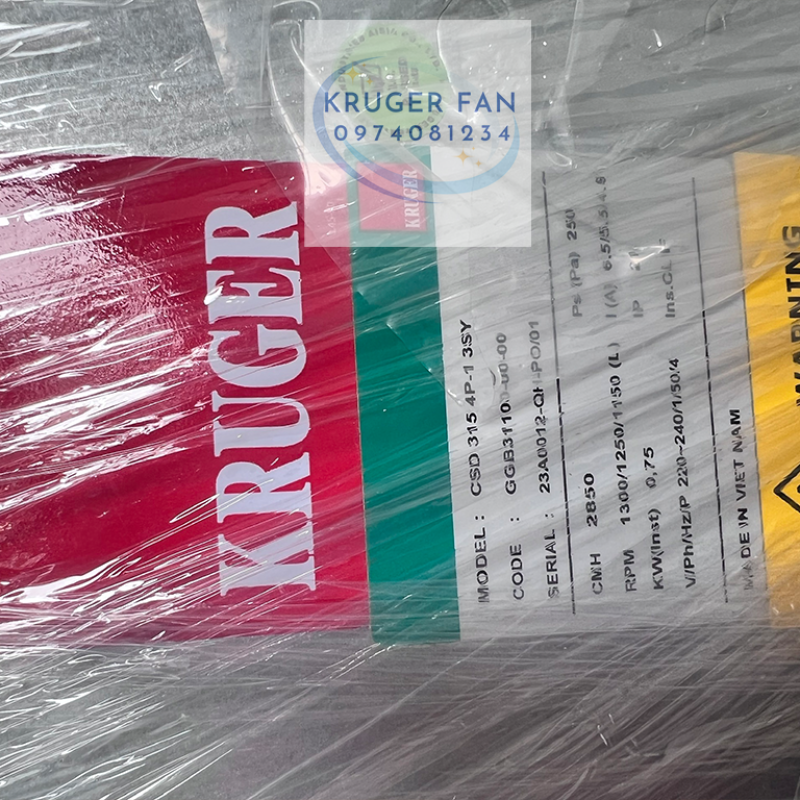 KRUGER FAN
0974081234
KRUGER
KRUGER
MODEL : CSD 315 4P-1 3SY
CODE :
SERIAL :
CMH 2850 Ps (Pa) 250
RPM 1300/1250/1150 (L) I (A)
KW(Inst) 0,75 IP
V/Ph/Hz/P 220~240/1/50/4 Ins.CL
MADE IN VIET NAM
WARNING